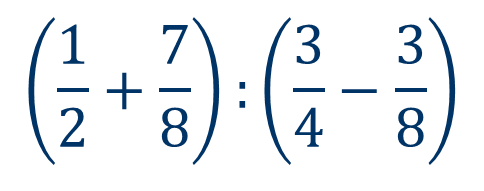 (1/2 + 7/8) : (3/4 − 3/8)